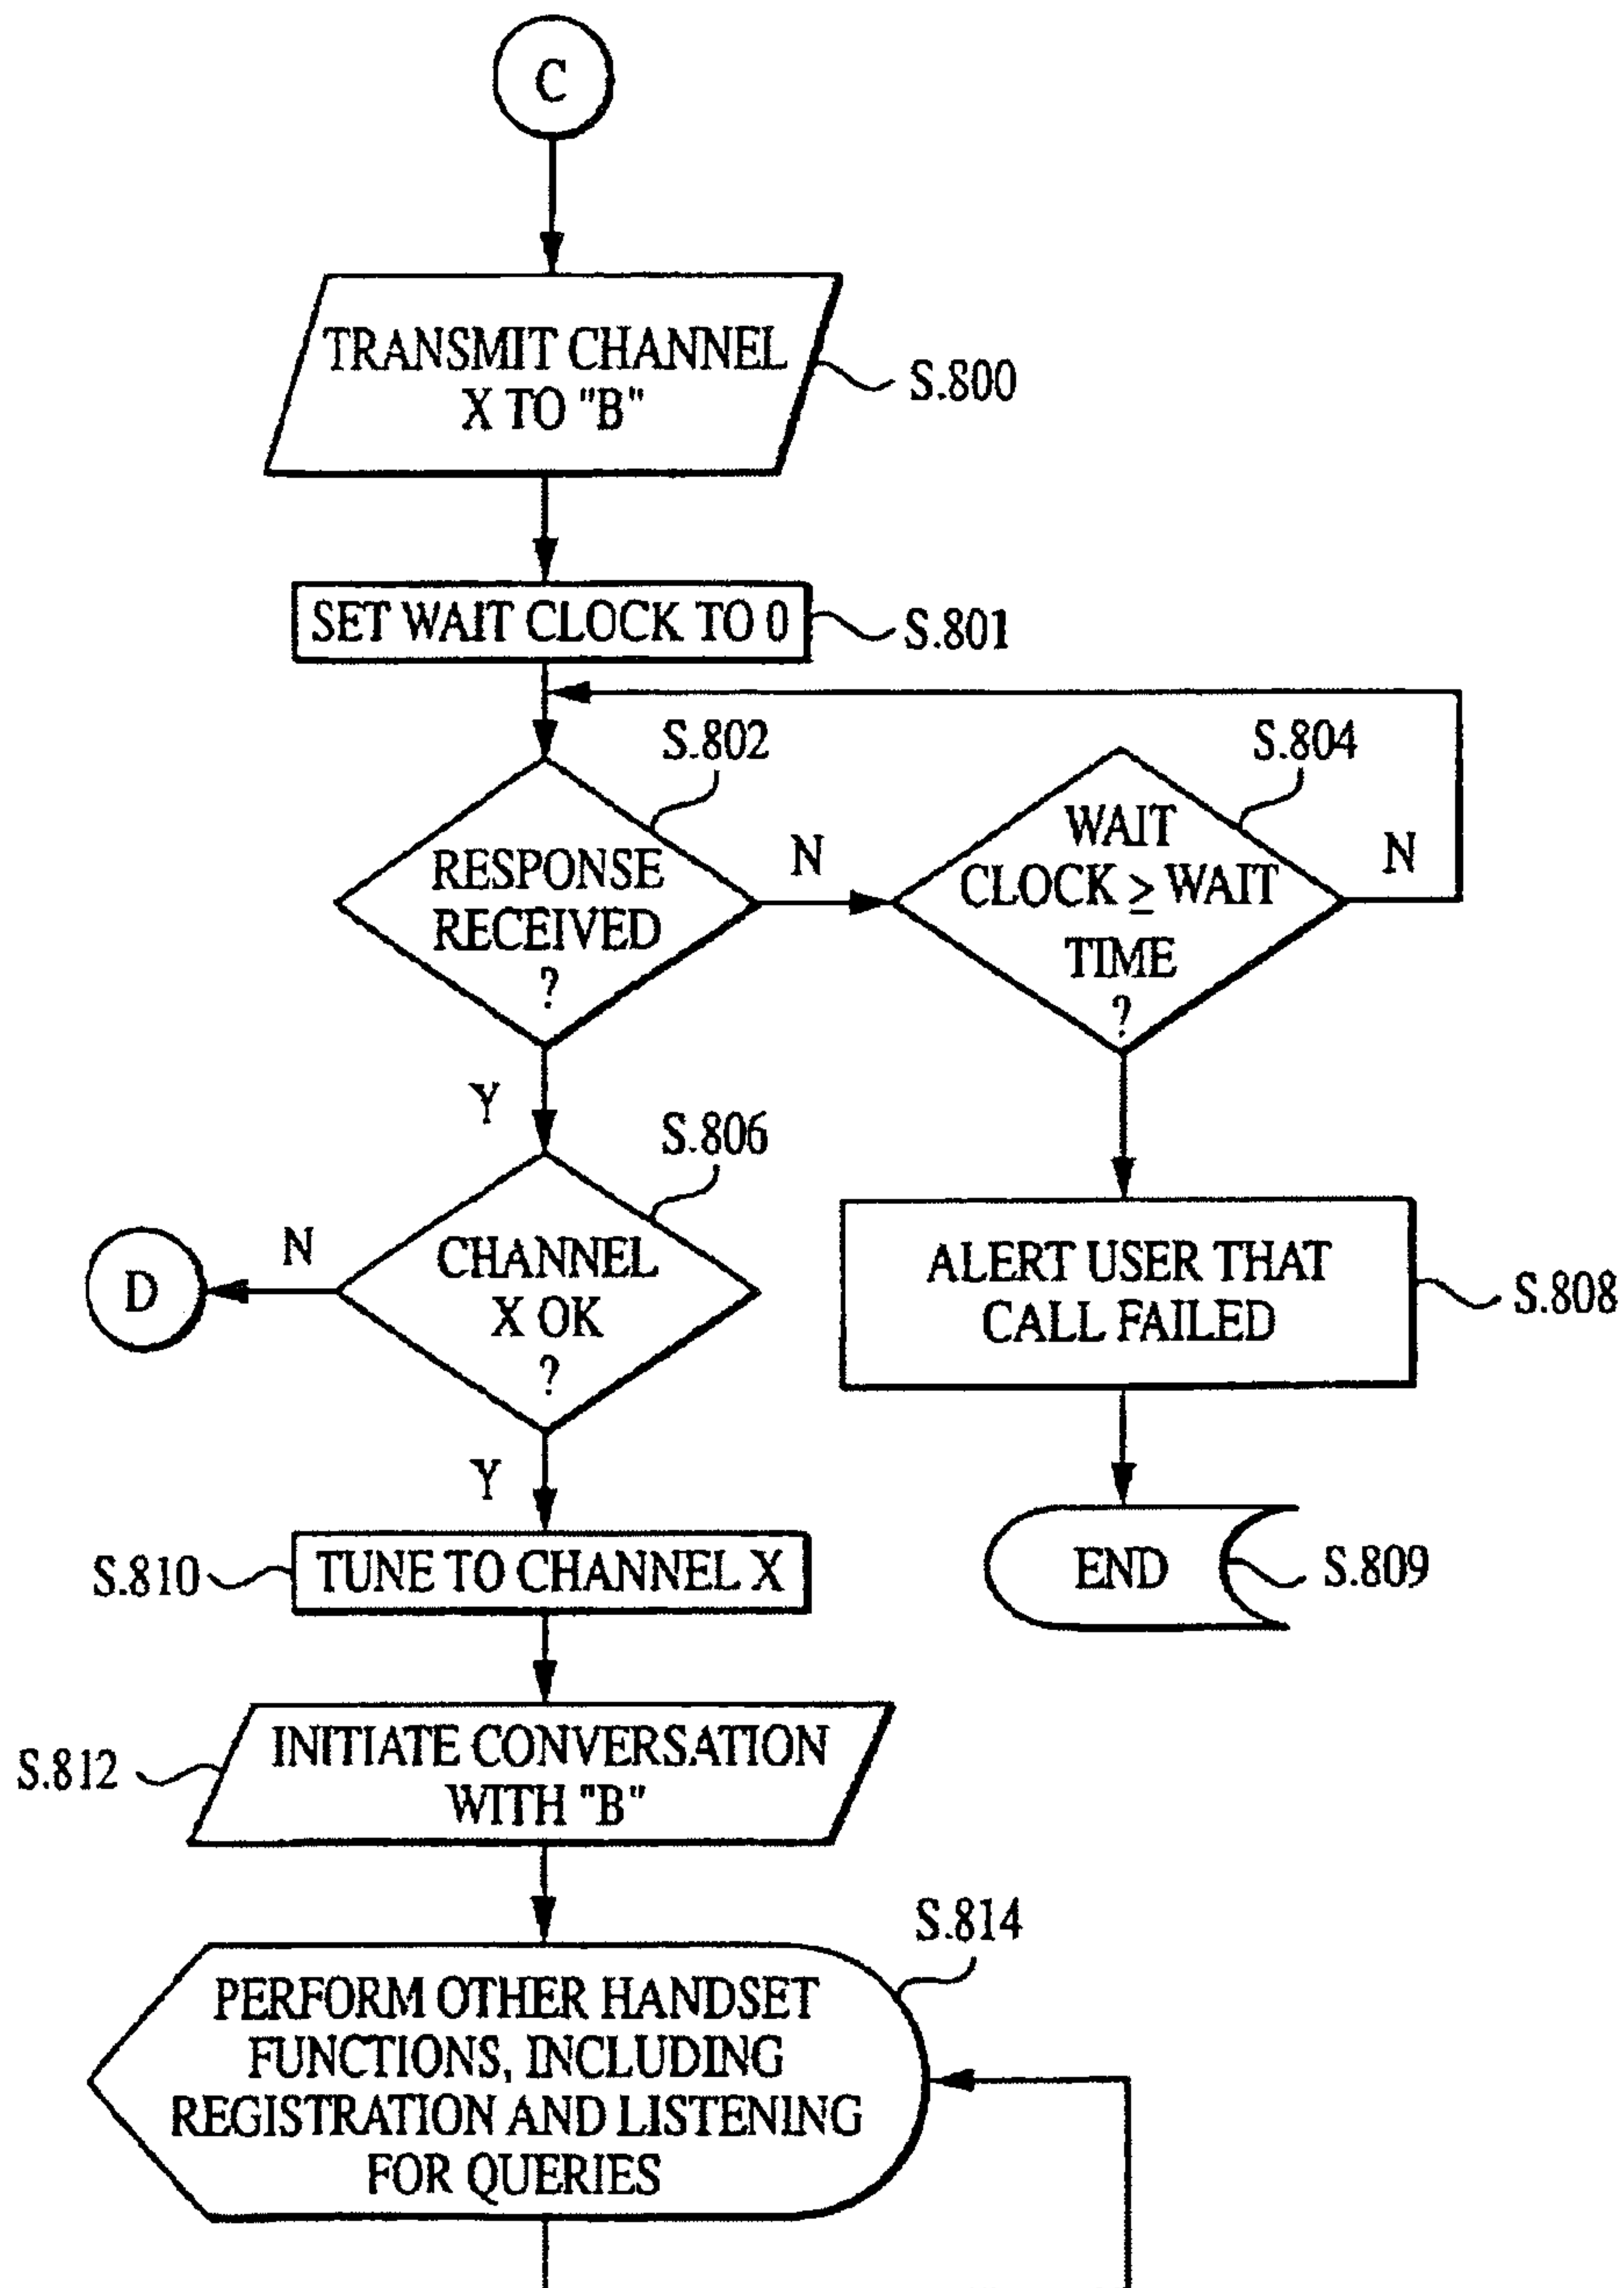 C
TRANSMIT CHANNEL
X TO "B"
S.800
SET WAIT CLOCK TO 0
S.801
S.802
RESPONSE
RECEIVED
?
N
S.804
WAIT
CLOCK ≥ WAIT
TIME
?
N
Y
S.806
CHANNEL
X OK
?
N
D
ALERT USER THAT
CALL FAILED
S.808
Y
END
S.809
S.810
TUNE TO CHANNEL X
S.812
INITIATE CONVERSATION
WITH "B"
S.814
PERFORM OTHER HANDSET
FUNCTIONS, INCLUDING
REGISTRATION AND LISTENING
FOR QUERIES